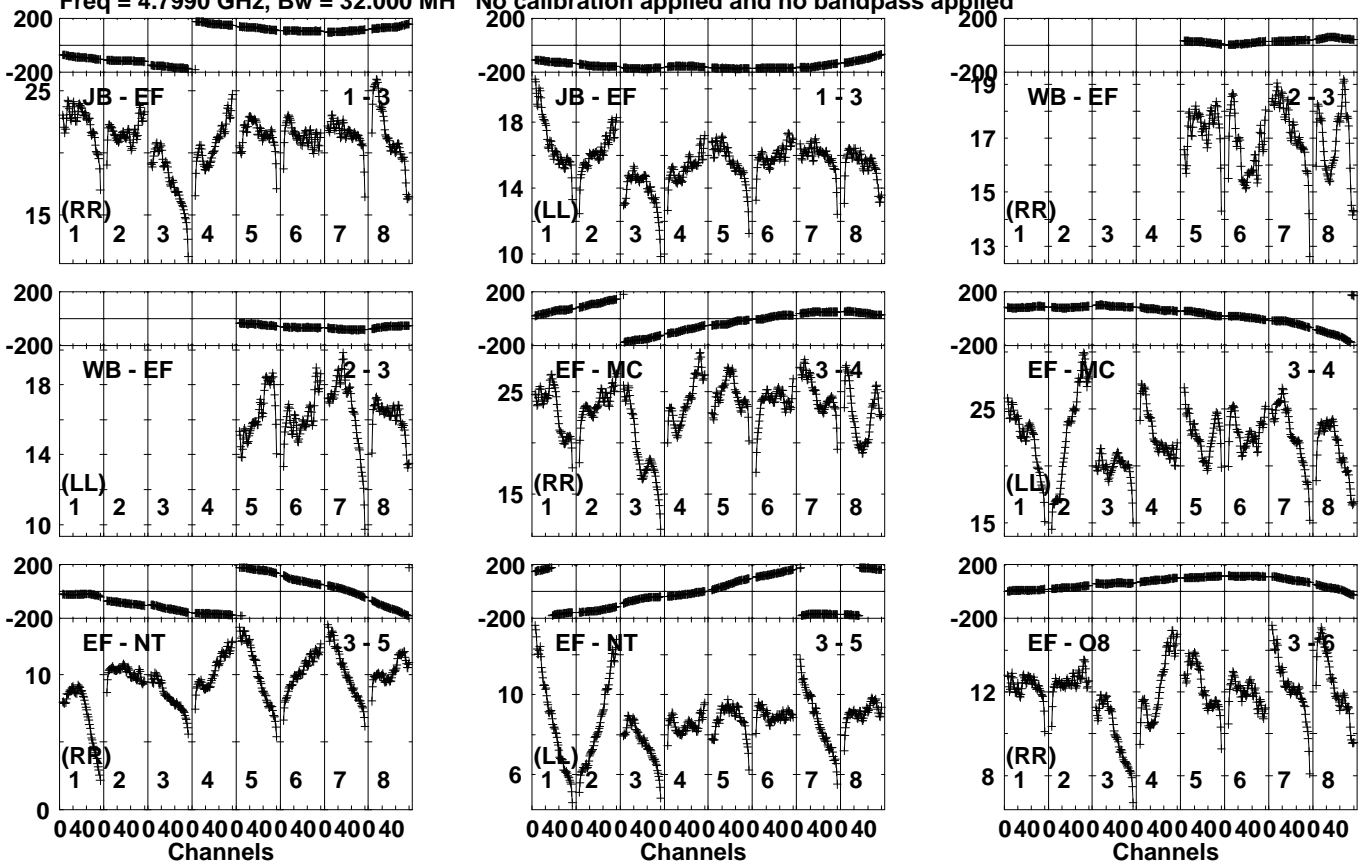 Freq = 4.7990 GHz, Bw = 32.000 MH No calibration applied and no bandpass applied
200 200 200
-200 -200 -200
25 JB - EF 1 - 3 JB - EF 1 - 3 19 WB - EF 2 - 3
18 17
15 14 15
(RR) (LL) (RR)
1 2 3 4 5 6 7 8 1 2 3 4 5 6 7 8 1 2 3 4 5 6 7 8
10 13
200 200 200
-200 -200 -200
WB - EF 2 - 3 EF - MC 3 - 4 EF - MC 3 - 4
18 25 25
14
(LL) (RR) (LL)
15
1 2 3 4 5 6 7 8 1 2 3 4 5 6 7 8 1 2 3 4 5 6 7 8
10 15
200 200 200
-200 -200 -200
EF - NT 3 - 5 EF - NT 3 - 5 EF - O8 3 - 6
10 10 12
(RR) (LL) (RR)
6 8
1 2 3 4 5 6 7 8 1 2 3 4 5 6 7 8 1 2 3 4 5 6 7 8
0
0 40 0 40 0 40 0 40 0 40 0 40 0 40 0 40 0 40 0 40 0 40 0 40 0 40 0 40 0 40 0 40 0 40 0 40 0 40 0 40 0 40 0 40 0 40 0 40
Channels Channels Channels